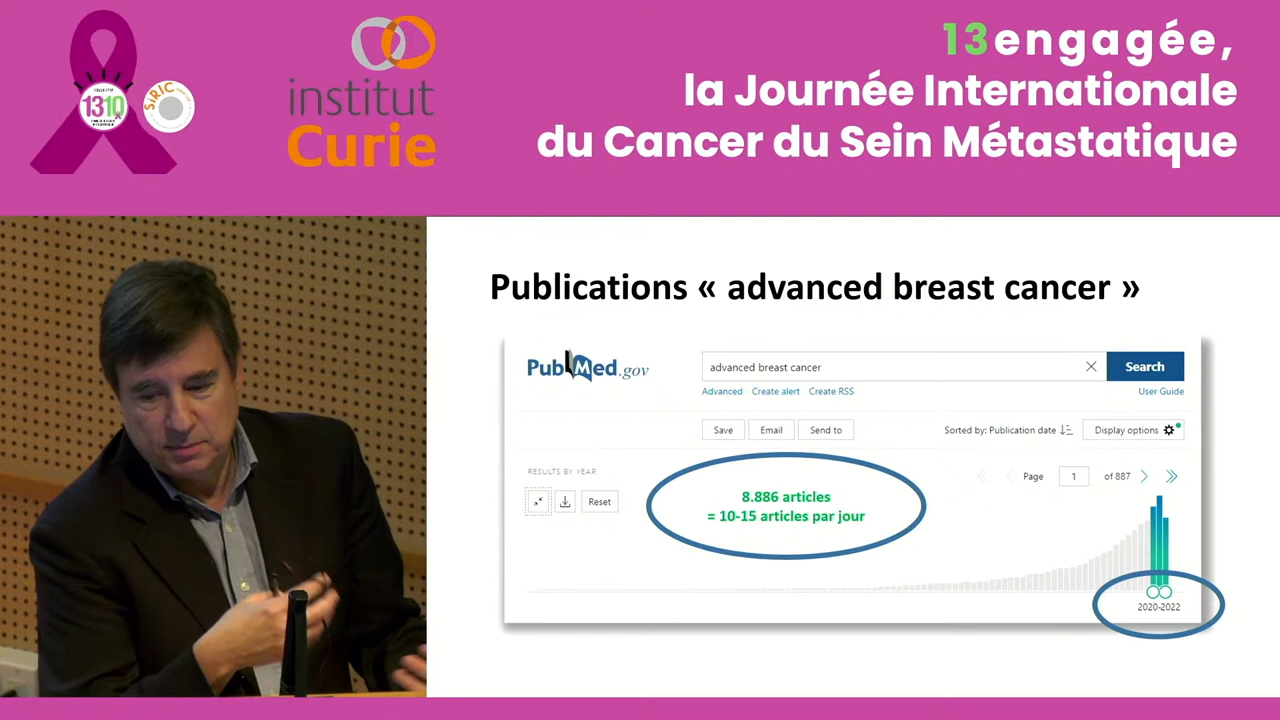 13engagée,
la Journée Internationale
du Cancer du Sein Métastatique
1310
SiRIC
institut
Curie
Publications « advanced breast cancer »
PubMed.gov
advanced breast cancer
Search
Advanced Create alert Create RSS
User Guide
Save Email Send to
Sorted by: Publication date
Display options
RESULTS BY YEAR
Page 1 of 887
Reset
8.886 articles
= 10-15 articles par jour
2020-2022